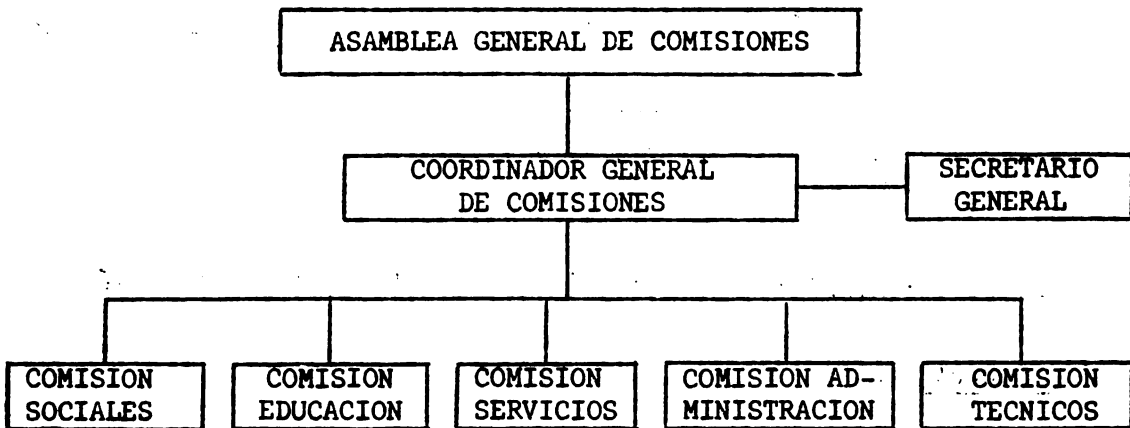 ASAMBLEA GENERAL DE COMISIONES
COORDINADOR GENERAL
DE COMISIONES
SECRETARIO
GENERAL
COMISION
SOCIALES
COMISION
EDUCACION
COMISION
SERVICIOS
COMISION AD-
MINISTRACION
COMISION
TECNICOS